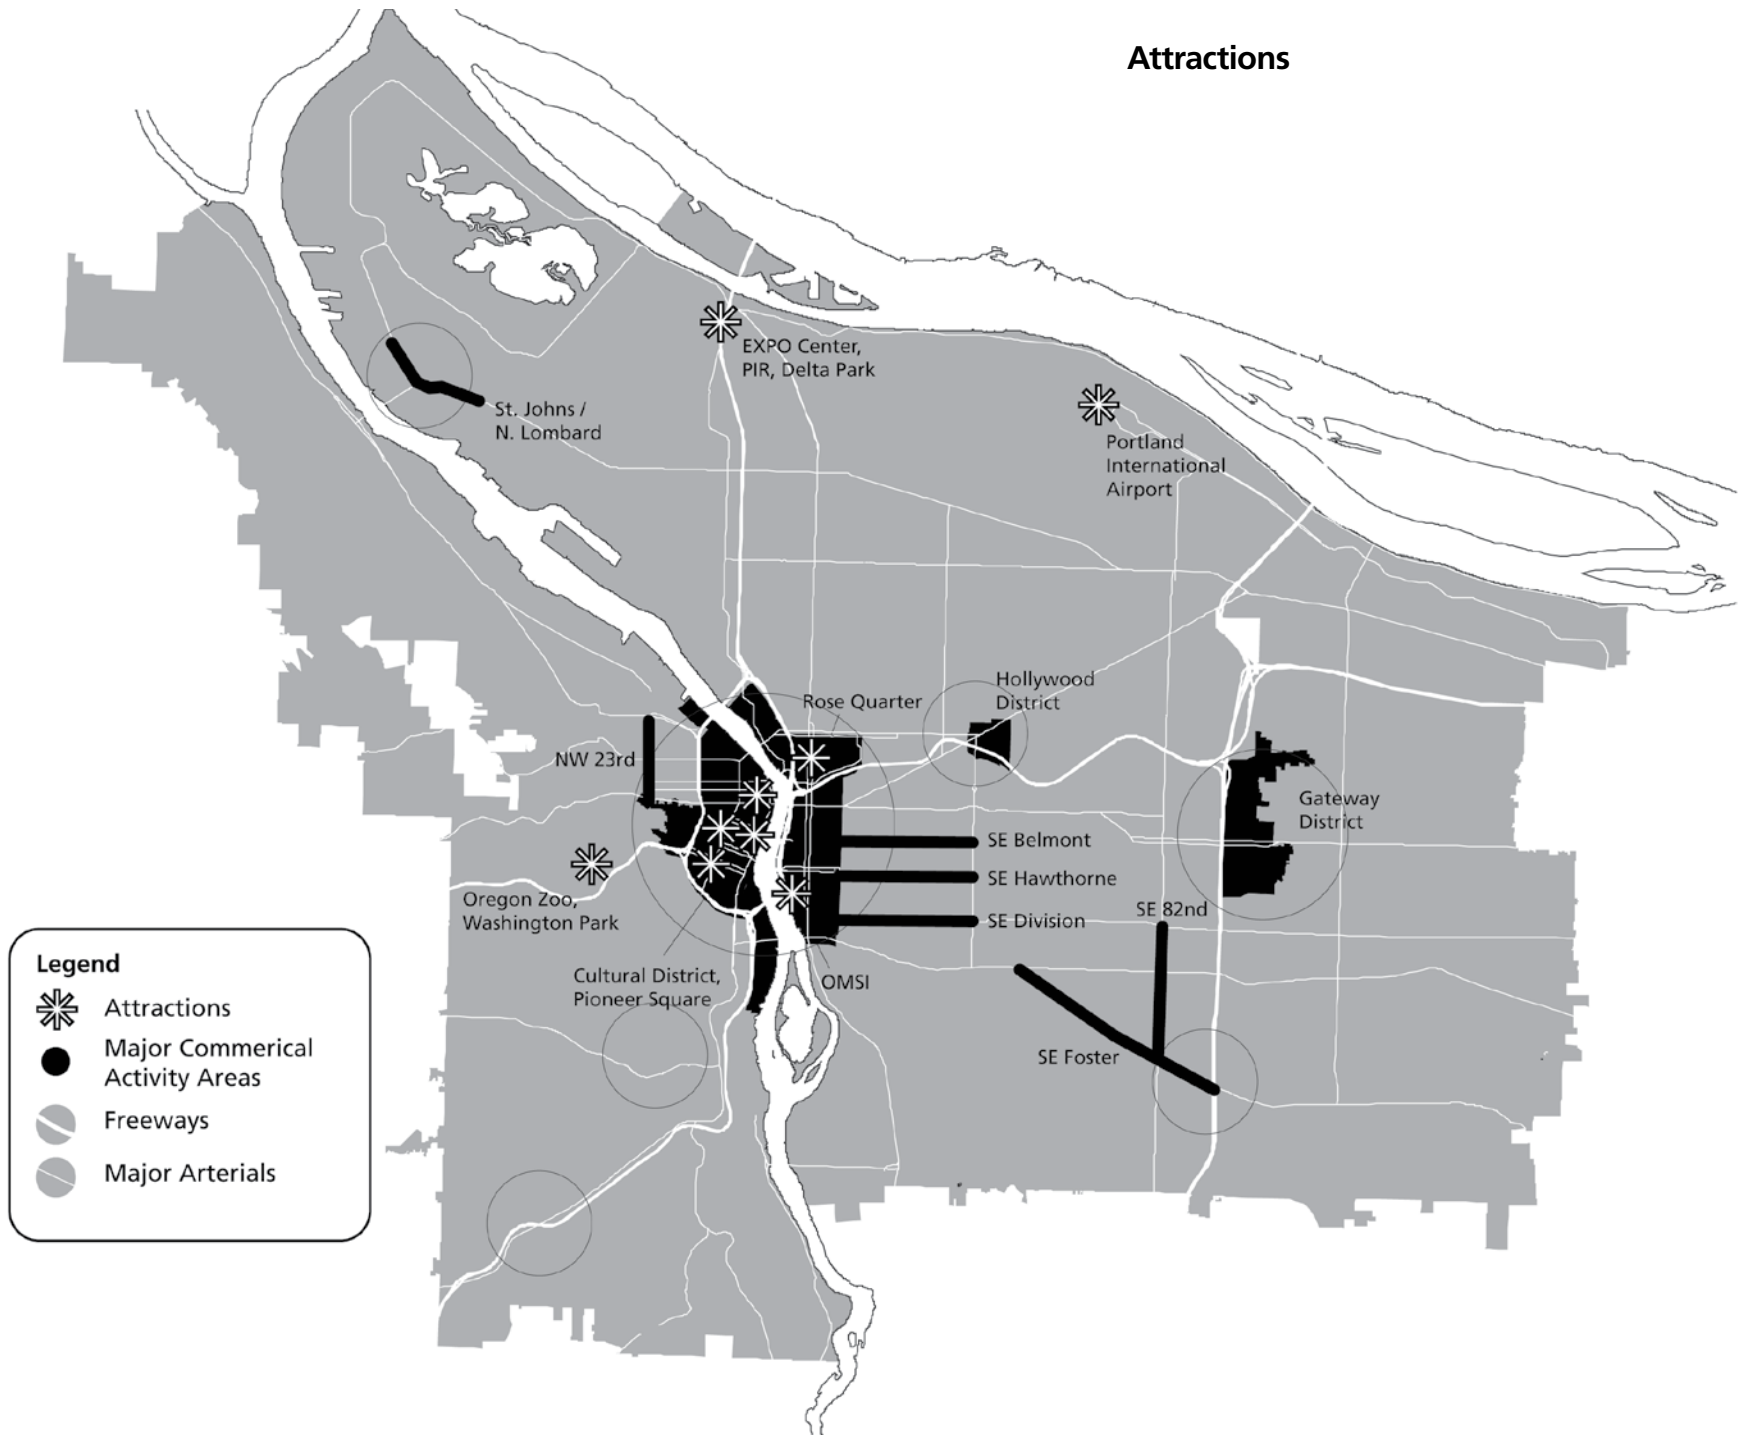 Attractions
EXPO Center,
PIR, Delta Park
St. Johns /
N. Lombard
Portland
International
Airport
Hollywood
District
Rose Quarter
NW 23rd
Gateway
District
SE Belmont
SE Hawthorne
SE 82nd
SE Division
Oregon Zoo,
Washington Park
Cultural District,
Pioneer Square
OMSI
SE Foster
Legend
Attractions
Major Commerical
Activity Areas
Freeways
Major Arterials